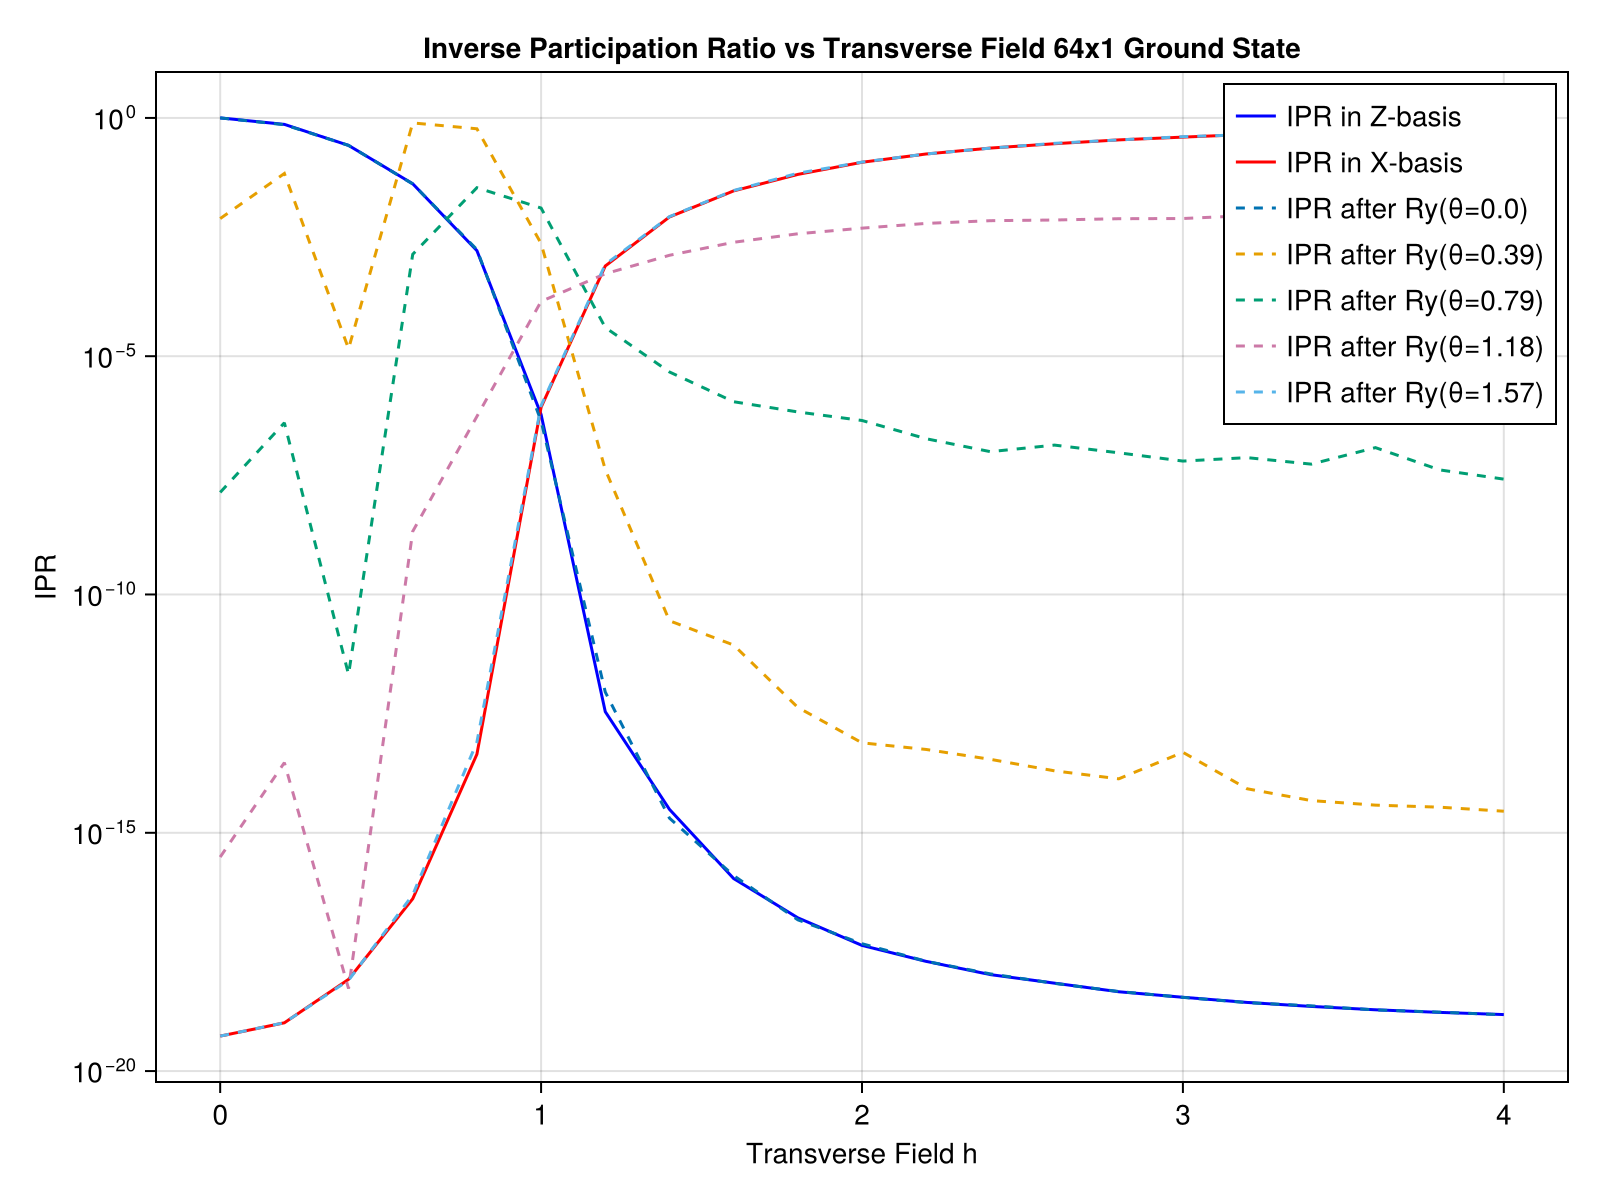 Inverse Participation Ratio vs Transverse Field 64x1 Ground State
IPR in Z-basis
IPR in X-basis
IPR after Ry(θ=0.0)
IPR after Ry(θ=0.39)
IPR after Ry(θ=0.79)
IPR after Ry(θ=1.18)
IPR after Ry(θ=1.57)
10⁰
10⁻⁵
10⁻¹⁰
10⁻¹⁵
10⁻²⁰
IPR
0 1 2 3 4
Transverse Field h